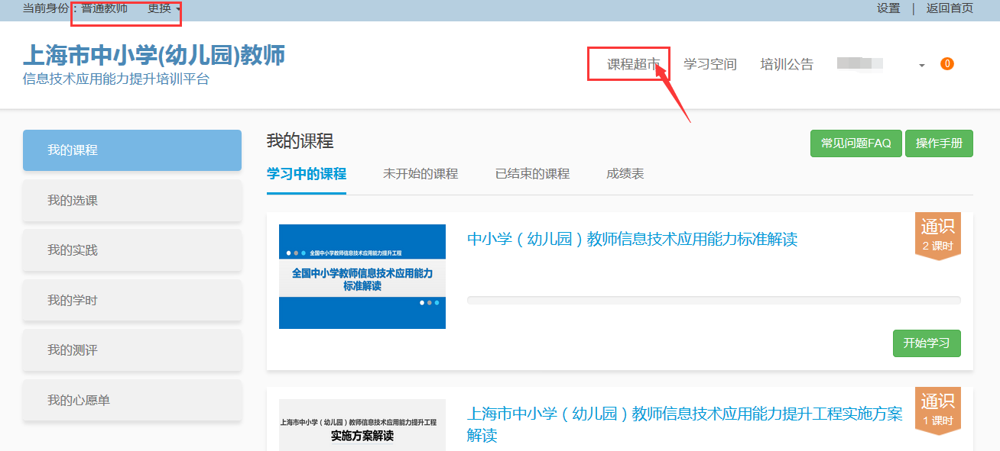 当前身份：普通教师 更换
设置 | 返回首页
上海市中小学(幼儿园)教师
信息技术应用能力提升培训平台
课程超市 学习空间 培训公告 0
我的课程
我的选课
我的实践
我的学时
我的测评
我的心愿单
我的课程
常见问题FAQ 操作手册
学习中的课程 未开始的课程 已结束的课程 成绩表
全国中小学教师信息技术应用能力提升工程
全国中小学教师信息技术应用能力
标准解读
中小学（幼儿园）教师信息技术应用能力标准解读
通识
2 课时
开始学习
上海市中小学（幼儿园）教师信息技术应用能力提升工程
实施方案解读
上海市中小学（幼儿园）教师信息技术应用能力提升工程实施方案
解读
通识
1 课时